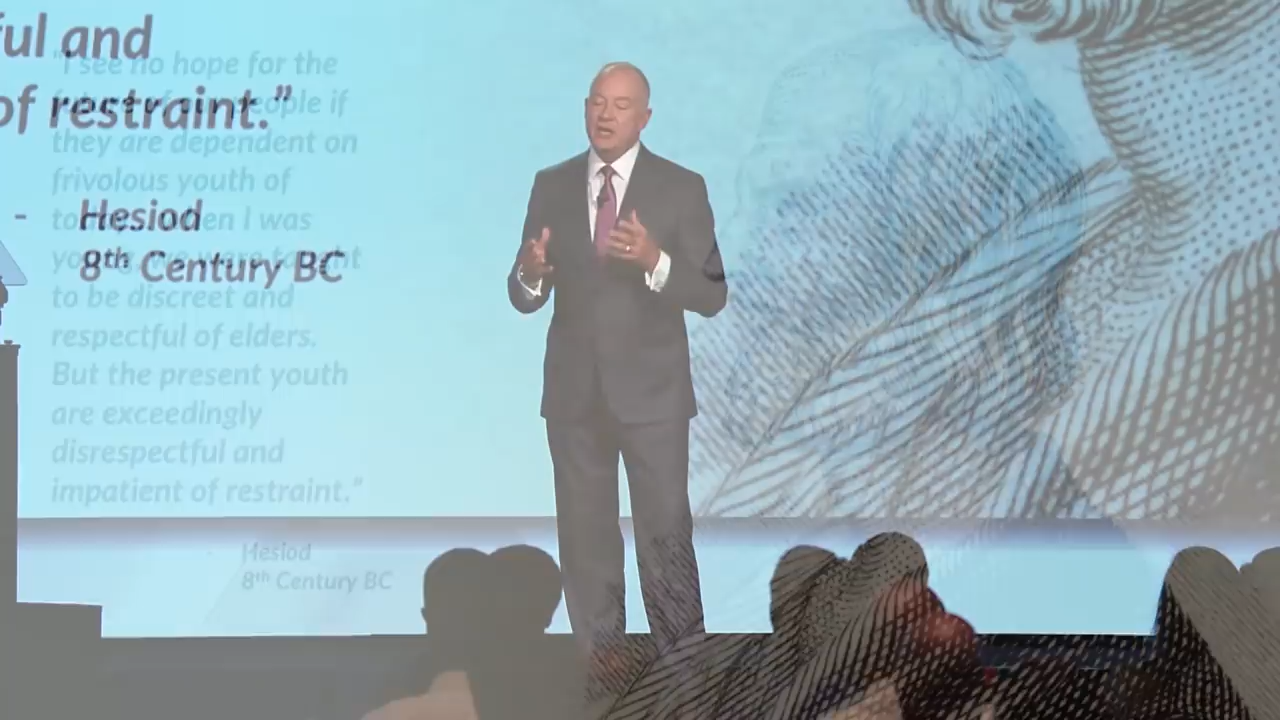 ful and
of restraint.”
- Hesiod
8th Century BC
"I see no hope for the
people if
they are dependent on
frivolous youth of
I was
to be discreet and
respectful of elders.
But the present youth
are exceedingly
disrespectful and
impatient of restraint.”
- Hesiod
8th Century BC